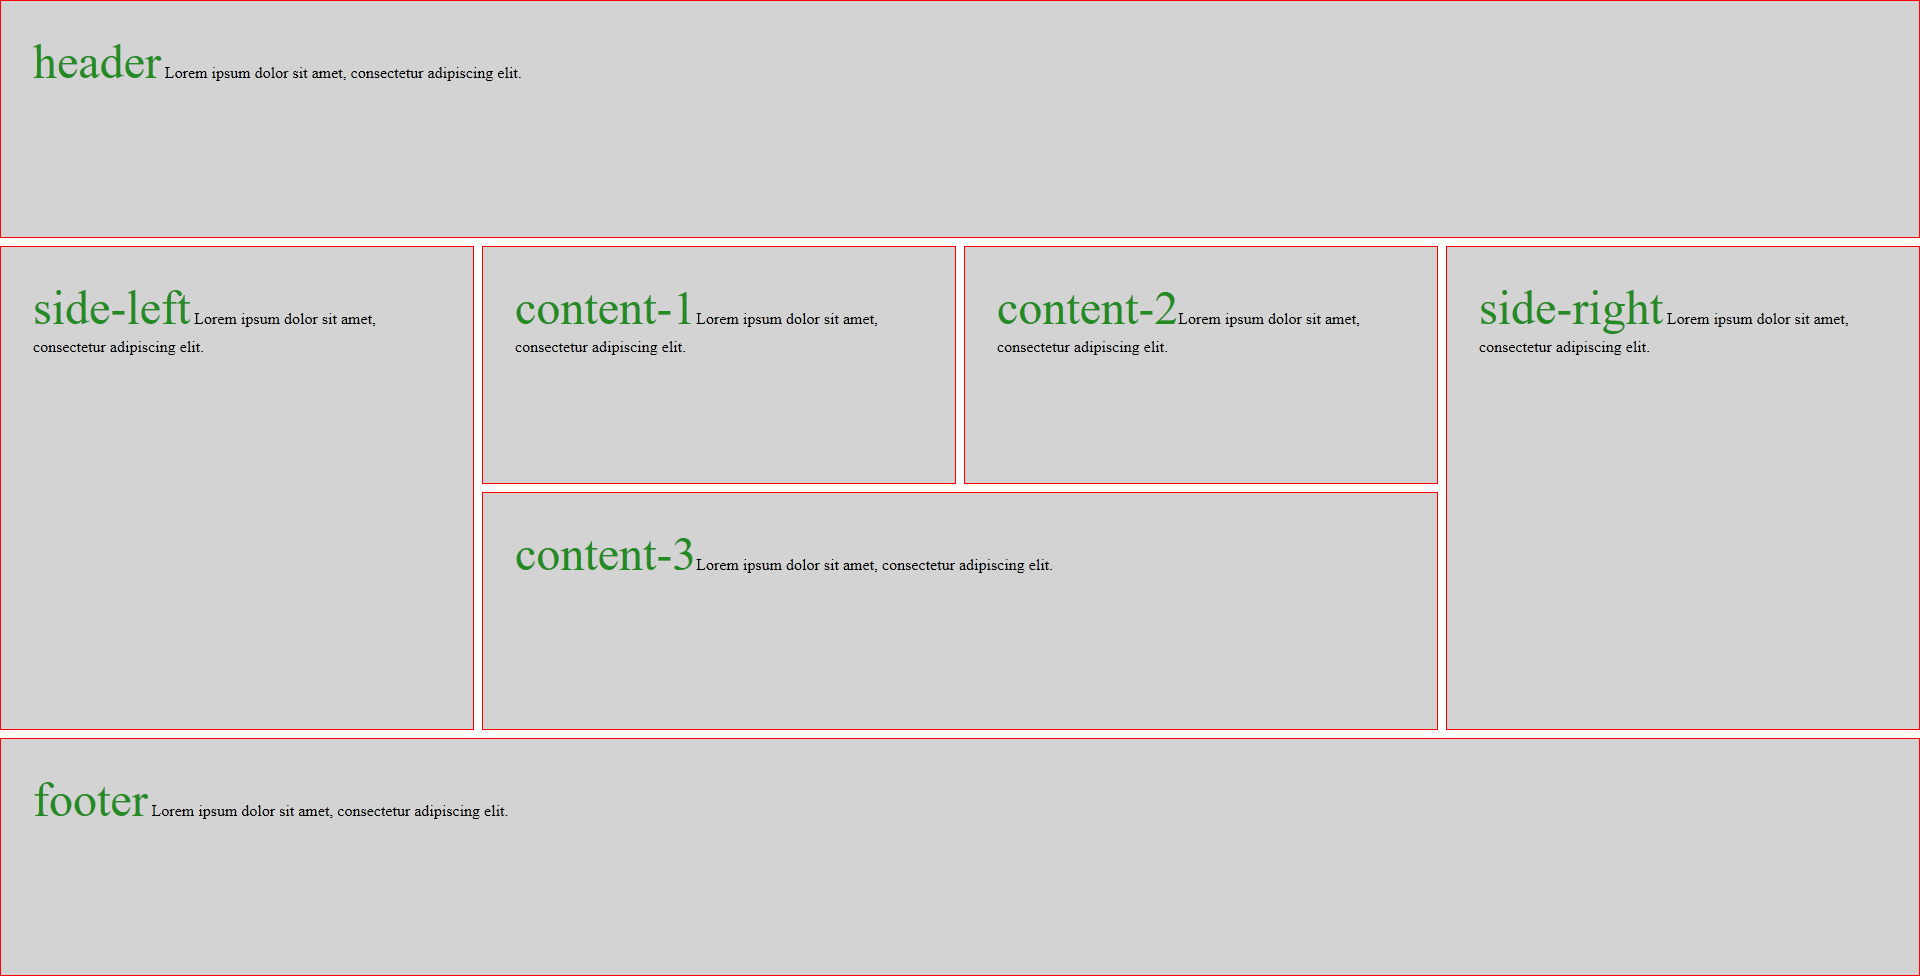 header Lorem ipsum dolor sit amet, consectetur adipiscing elit.
side-left Lorem ipsum dolor sit amet,
consectetur adipiscing elit.
content-1 Lorem ipsum dolor sit amet,
consectetur adipiscing elit.
content-2 Lorem ipsum dolor sit amet,
consectetur adipiscing elit.
side-right Lorem ipsum dolor sit amet,
consectetur adipiscing elit.
content-3 Lorem ipsum dolor sit amet, consectetur adipiscing elit.
footer Lorem ipsum dolor sit amet, consectetur adipiscing elit.